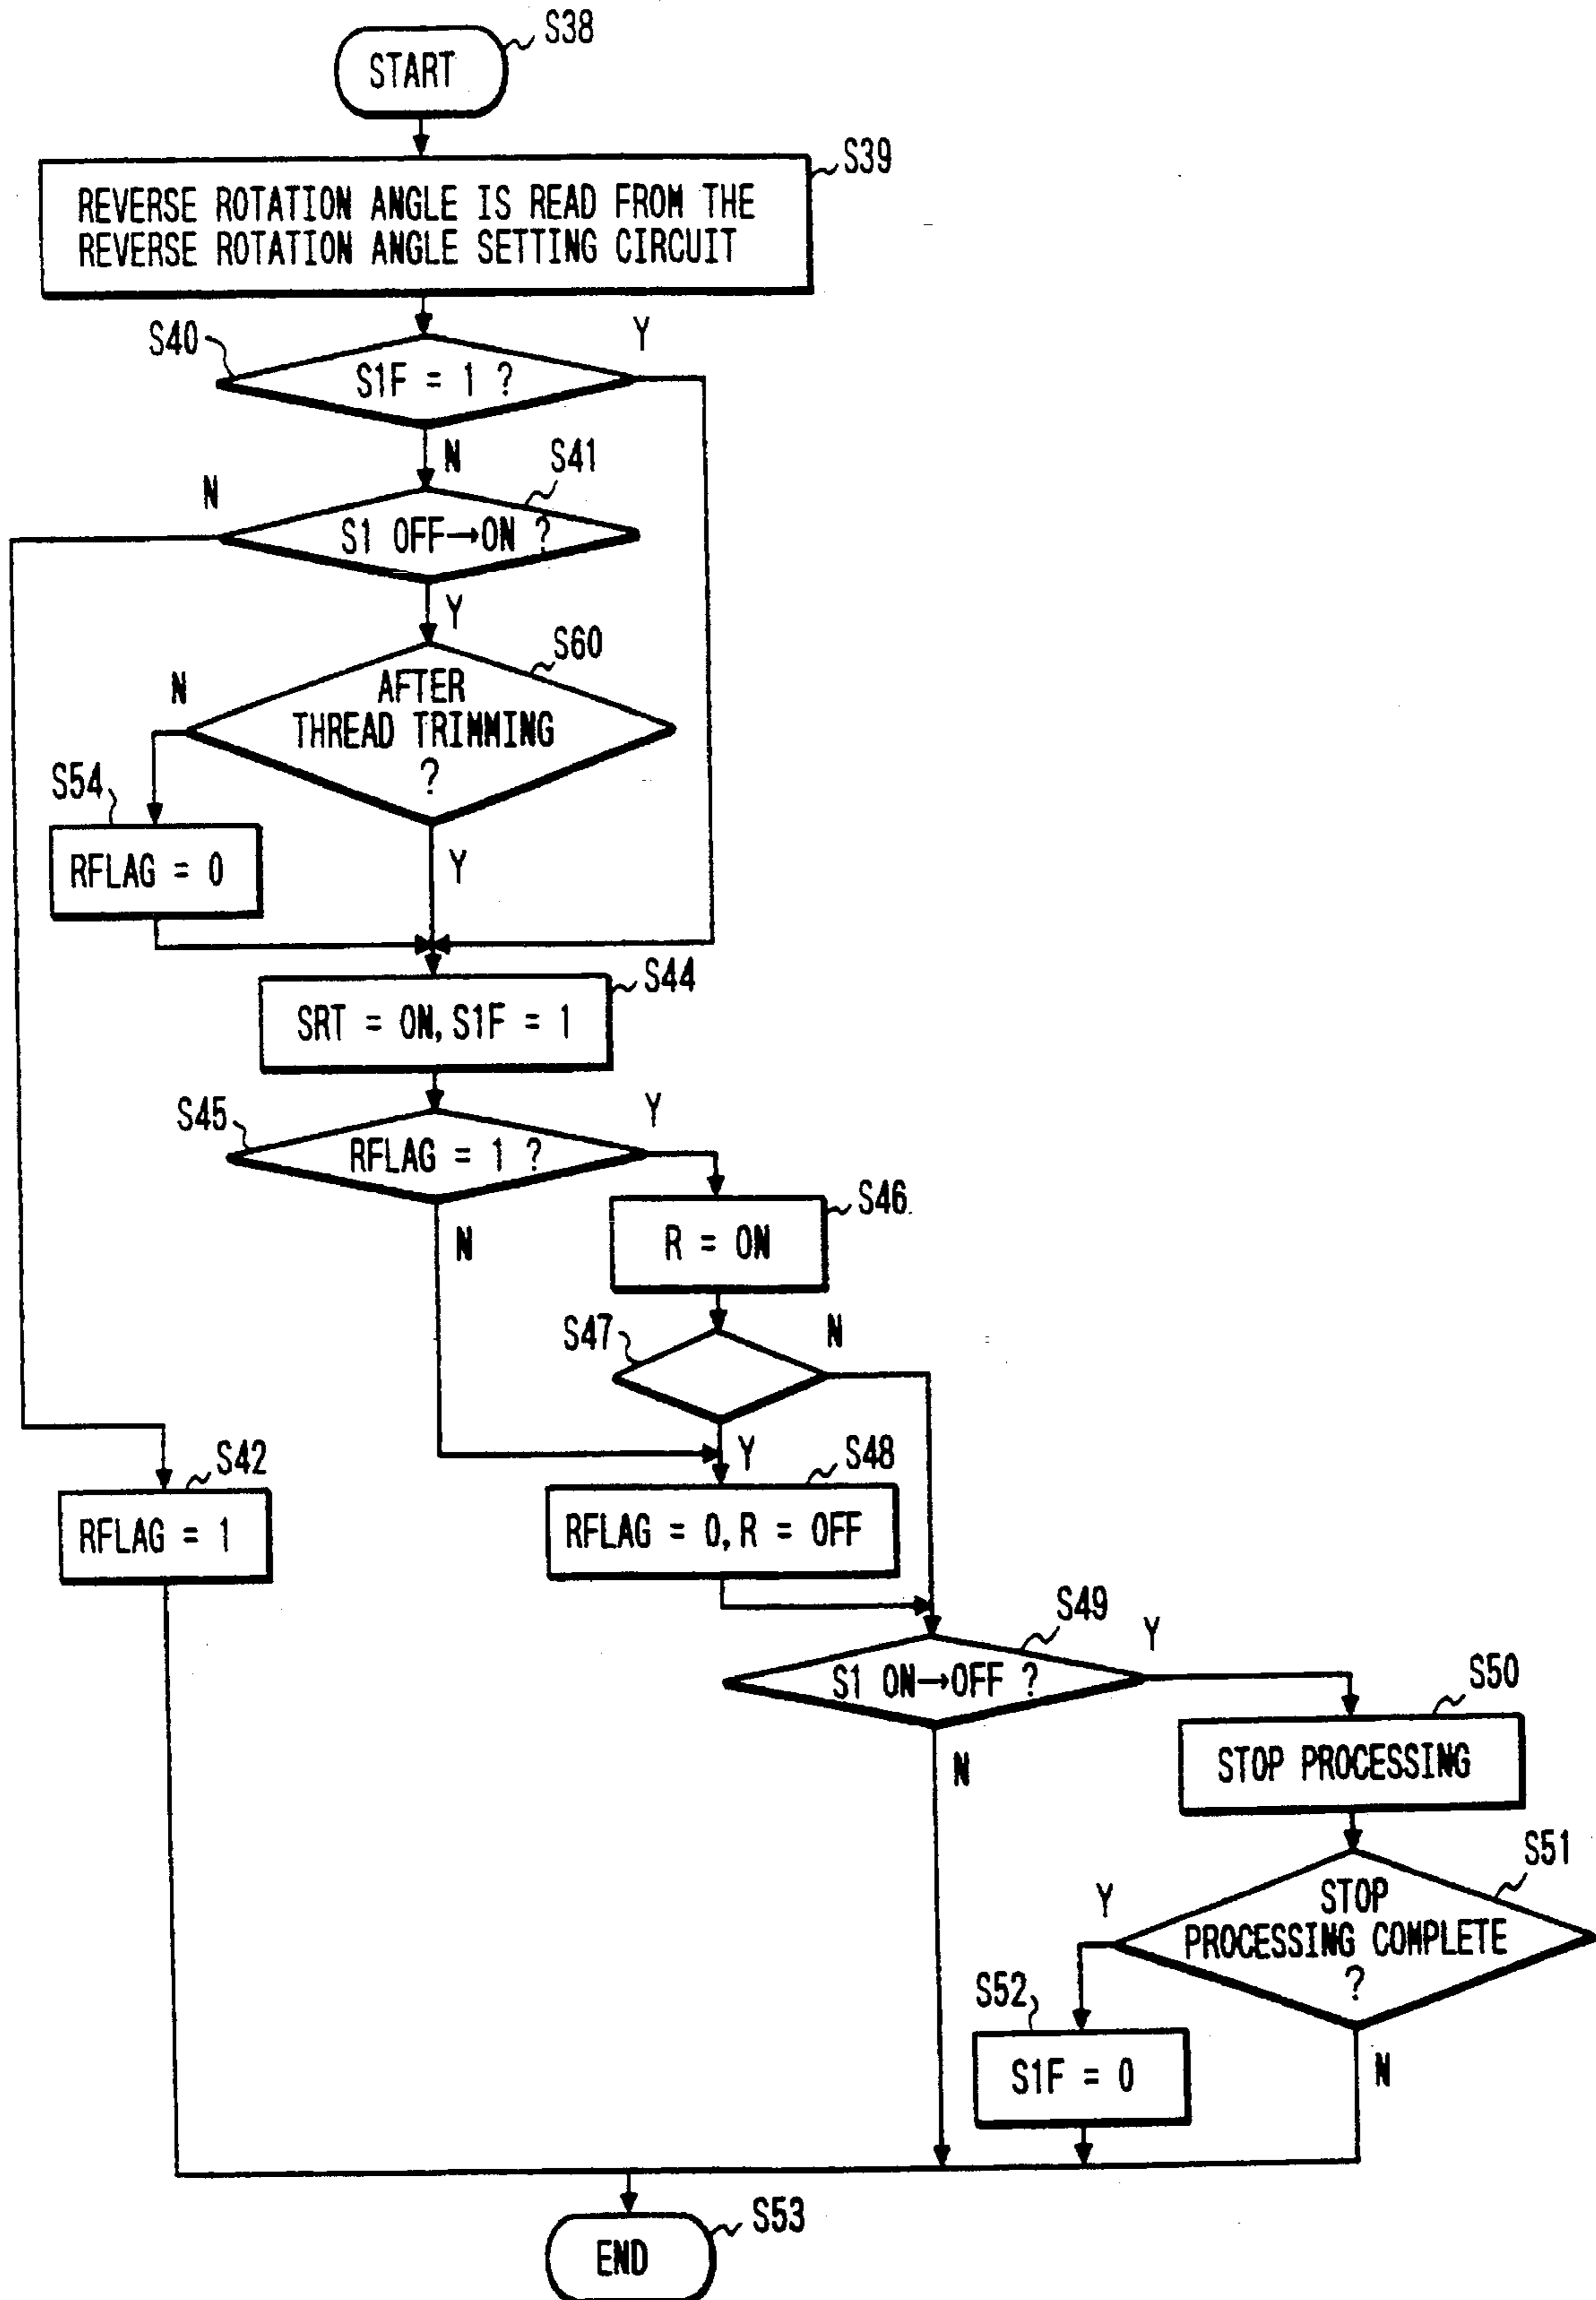 S38
START
S39
REVERSE ROTATION ANGLE IS READ FROM THE
REVERSE ROTATION ANGLE SETTING CIRCUIT
S40
Y
S1F = 1 ?
N
S41
N
S1 OFF→ON ?
Y
S60
N
AFTER
THREAD TRIMMING
?
S54
Y
RFLAG = 0
S44
SRT = ON, S1F = 1
S45
Y
RFLAG = 1 ?
S46
N
R = ON
S47
N
Y
S42
S48
RFLAG = 1
RFLAG = 0, R = OFF
S49
Y
S1 ON→OFF ?
S50
N
STOP PROCESSING
S51
Y
STOP
PROCESSING COMPLETE
?
S52
N
S1F = 0
S53
END